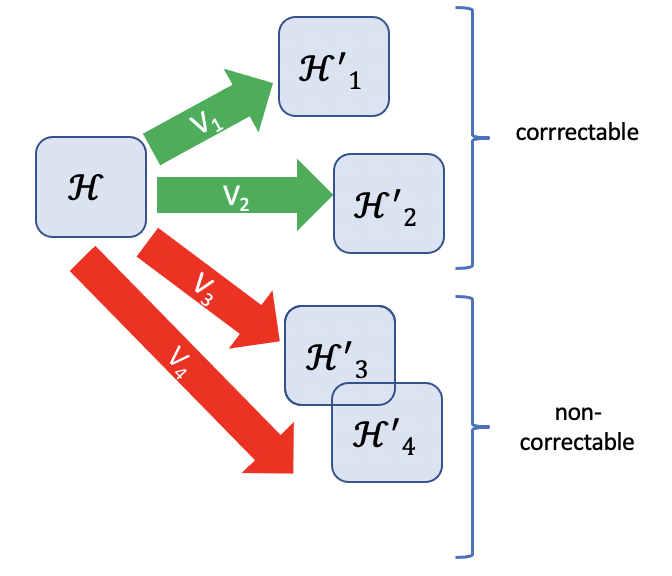 ℋ′₁
V₁
corrrectable
ℋ
V₂
ℋ′₂
V₃
ℋ′₃
V₄
non-
correctable
ℋ′₄